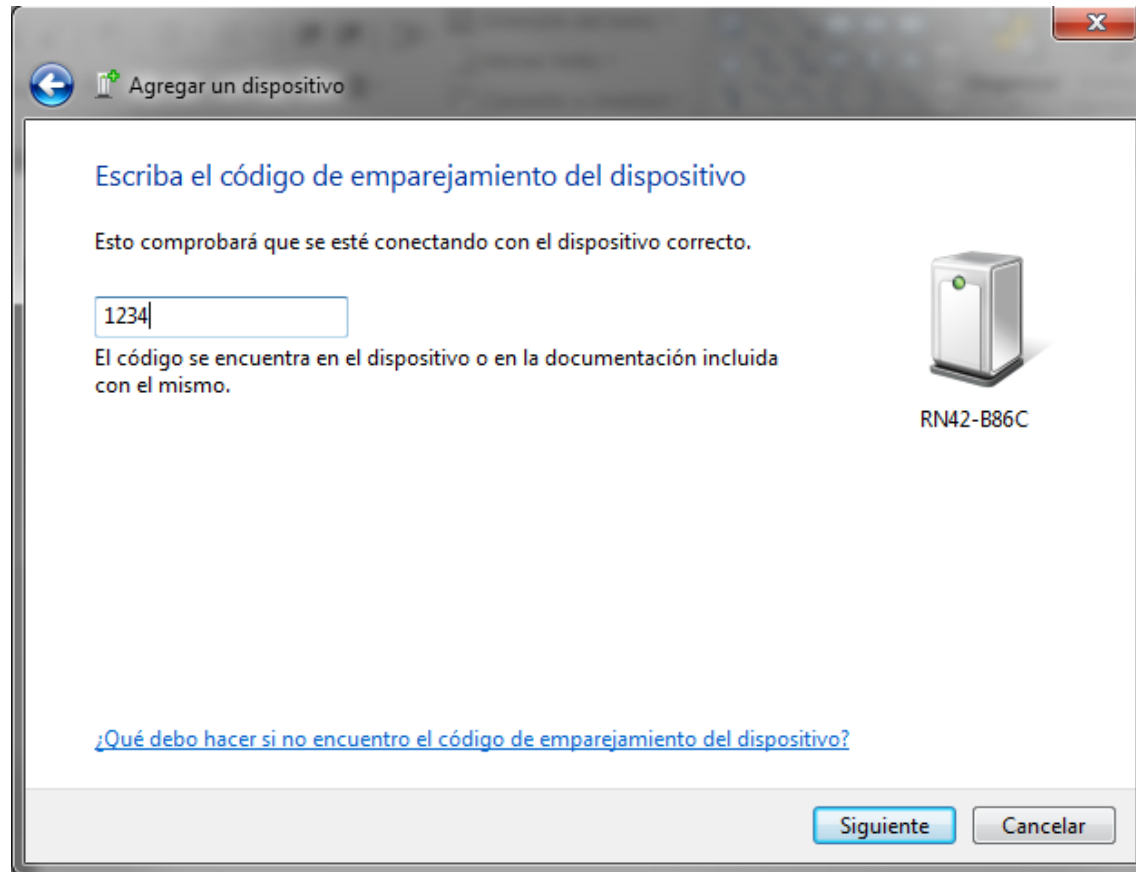 Agregar un dispositivo
Escriba el código de emparejamiento del dispositivo
Esto comprobará que se esté conectando con el dispositivo correcto.
1234
El código se encuentra en el dispositivo o en la documentación incluida
con el mismo.
RN42-B86C
¿Qué debo hacer si no encuentro el código de emparejamiento del dispositivo?
Siguiente
Cancelar